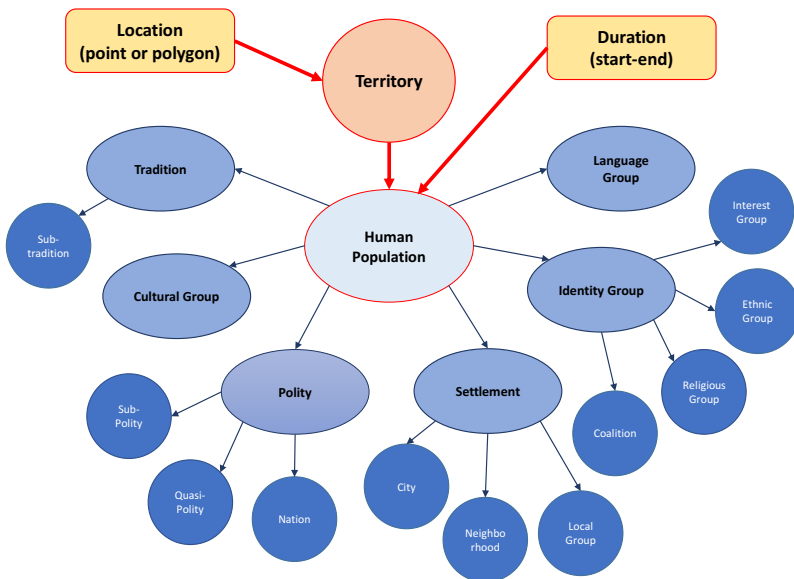 Location
(point or polygon)
Territory
Duration
(start-end)
Tradition
Language
Group
Sub-
tradition
Human
Population
Interest
Group
Cultural Group
Identity Group
Ethnic
Group
Polity
Settlement
Religious
Group
Sub-
Polity
Coalition
Quasi-
Polity
Nation
City
Neighbo
rhood
Local
Group